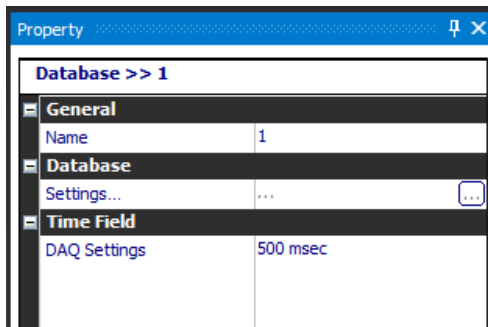 Property
Database >> 1
General
Name 1
Database
Settings... ... ...
Time Field
DAQ Settings 500 msec